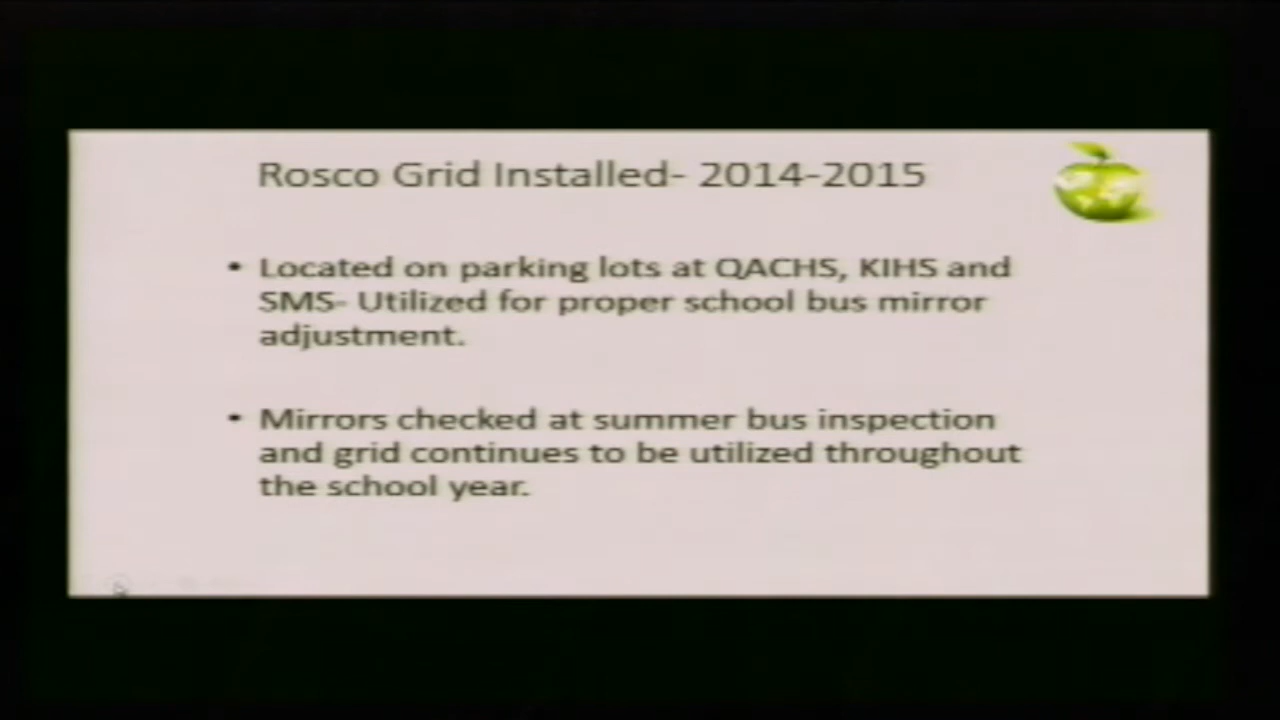 Rosco Grid Installed- 2014-2015
• Located on parking lots at QACHS, KIHS and
SMS- Utilized for proper school bus mirror
adjustment.
• Mirrors checked at summer bus inspection
and grid continues to be utilized throughout
the school year.